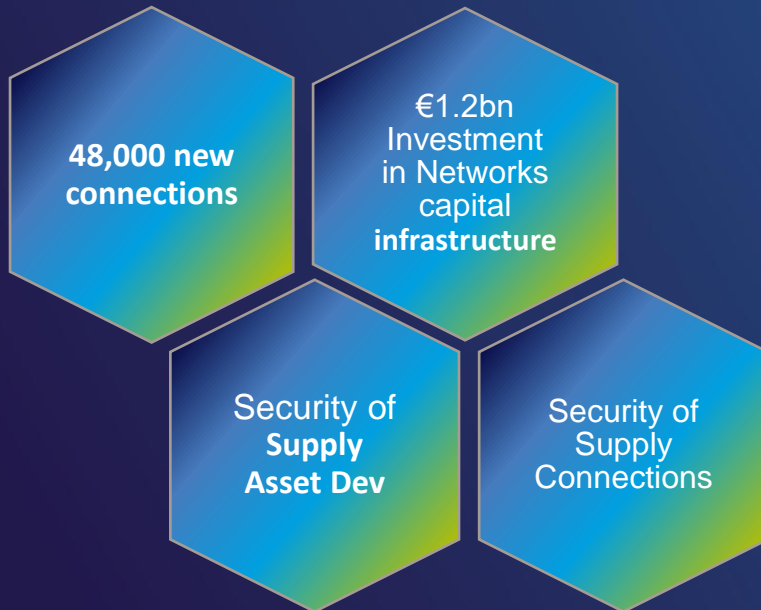 48,000 new
connections
€1.2bn
Investment
in Networks
capital
infrastructure
Security of
Supply
Asset Dev
Security of
Supply
Connections